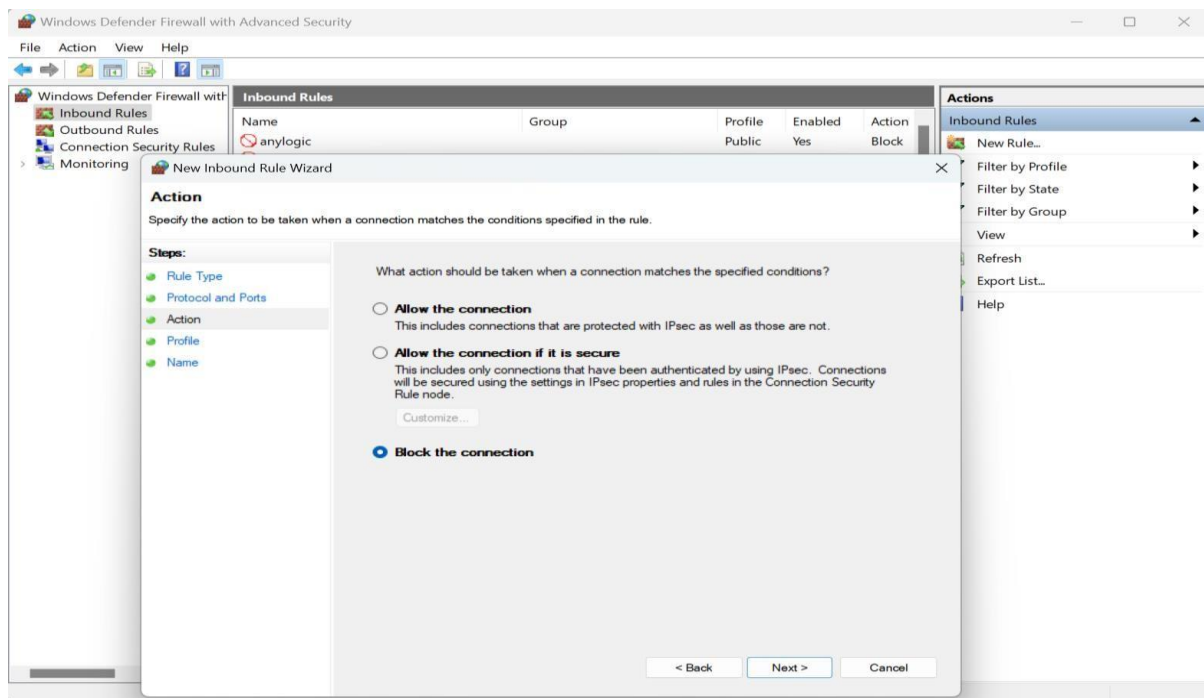 Windows Defender Firewall with Advanced Security
File Action View Help
Windows Defender Firewall with
Inbound Rules
Outbound Rules
Connection Security Rules
Monitoring
Inbound Rules
Name Group Profile Enabled Action
anylogic Public Yes Block
Actions
Inbound Rules
New Rule...
Filter by Profile
Filter by State
Filter by Group
View
Refresh
Export List...
Help
New Inbound Rule Wizard
Action
Specify the action to be taken when a connection matches the conditions specified in the rule.
Steps:
Rule Type
Protocol and Ports
Action
Profile
Name
What action should be taken when a connection matches the specified conditions?
Allow the connection
This includes connections that are protected with IPsec as well as those are not.
Allow the connection if it is secure
This includes only connections that have been authenticated by using IPsec. Connections
will be secured using the settings in IPsec properties and rules in the Connection Security
Rule node.
Customize...
Block the connection
< Back Next > Cancel